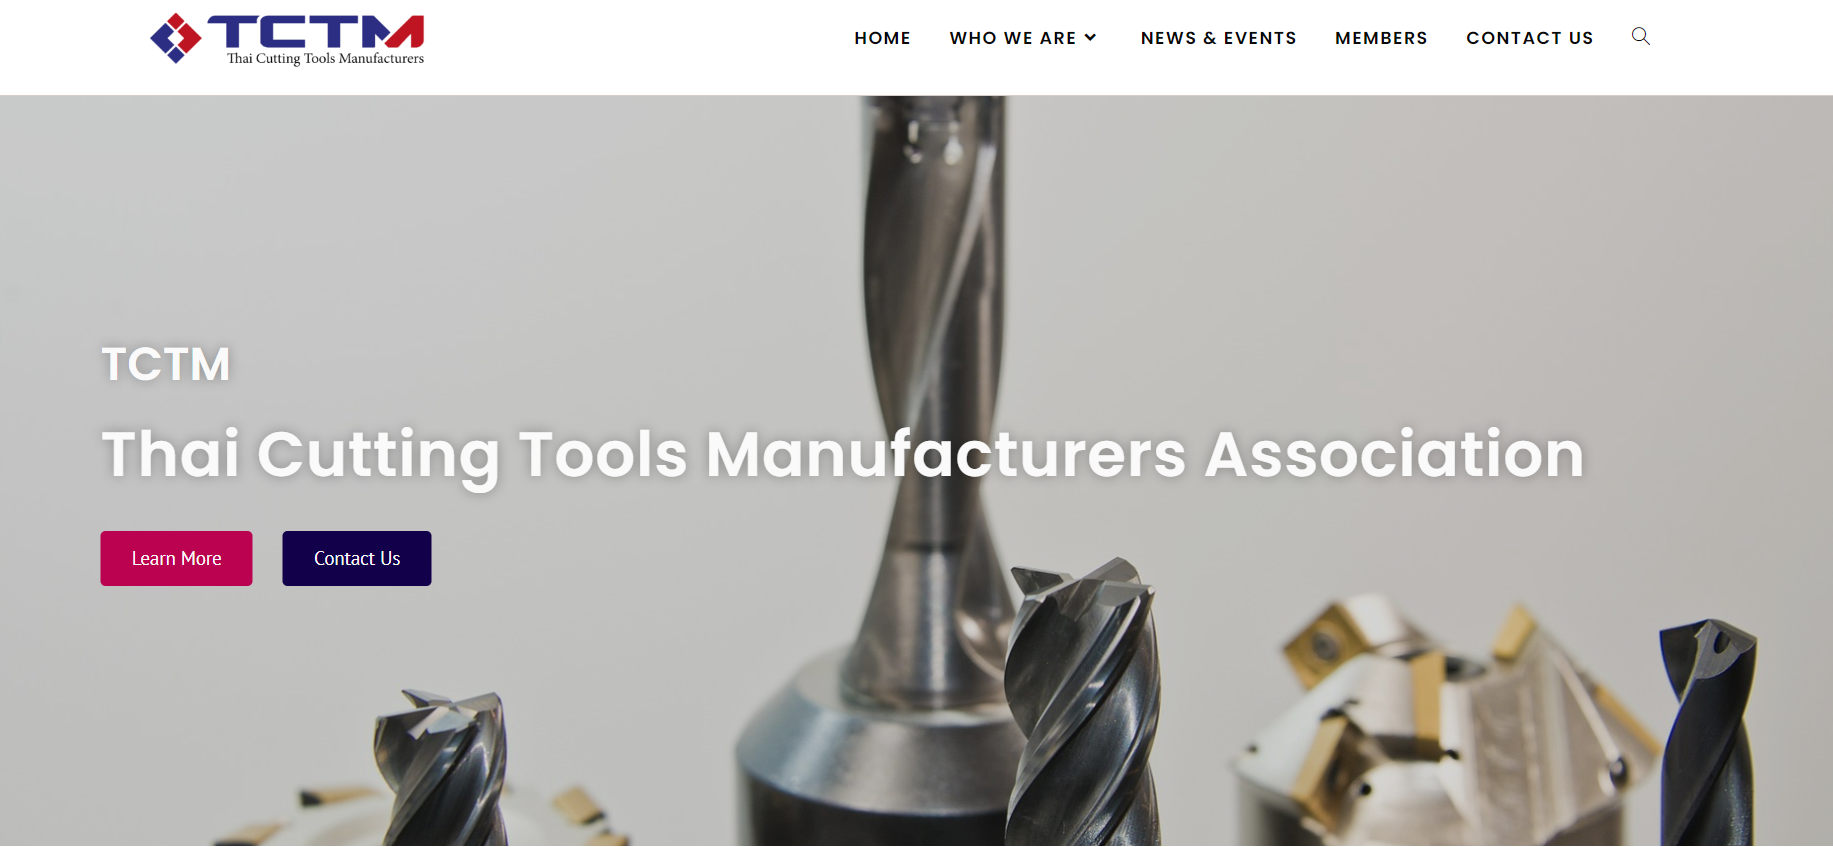 TCTM
Thai Cutting Tools Manufacturers
HOME WHO WE ARE NEWS & EVENTS MEMBERS CONTACT US
TCTM
Thai Cutting Tools Manufacturers Association
Learn More Contact Us